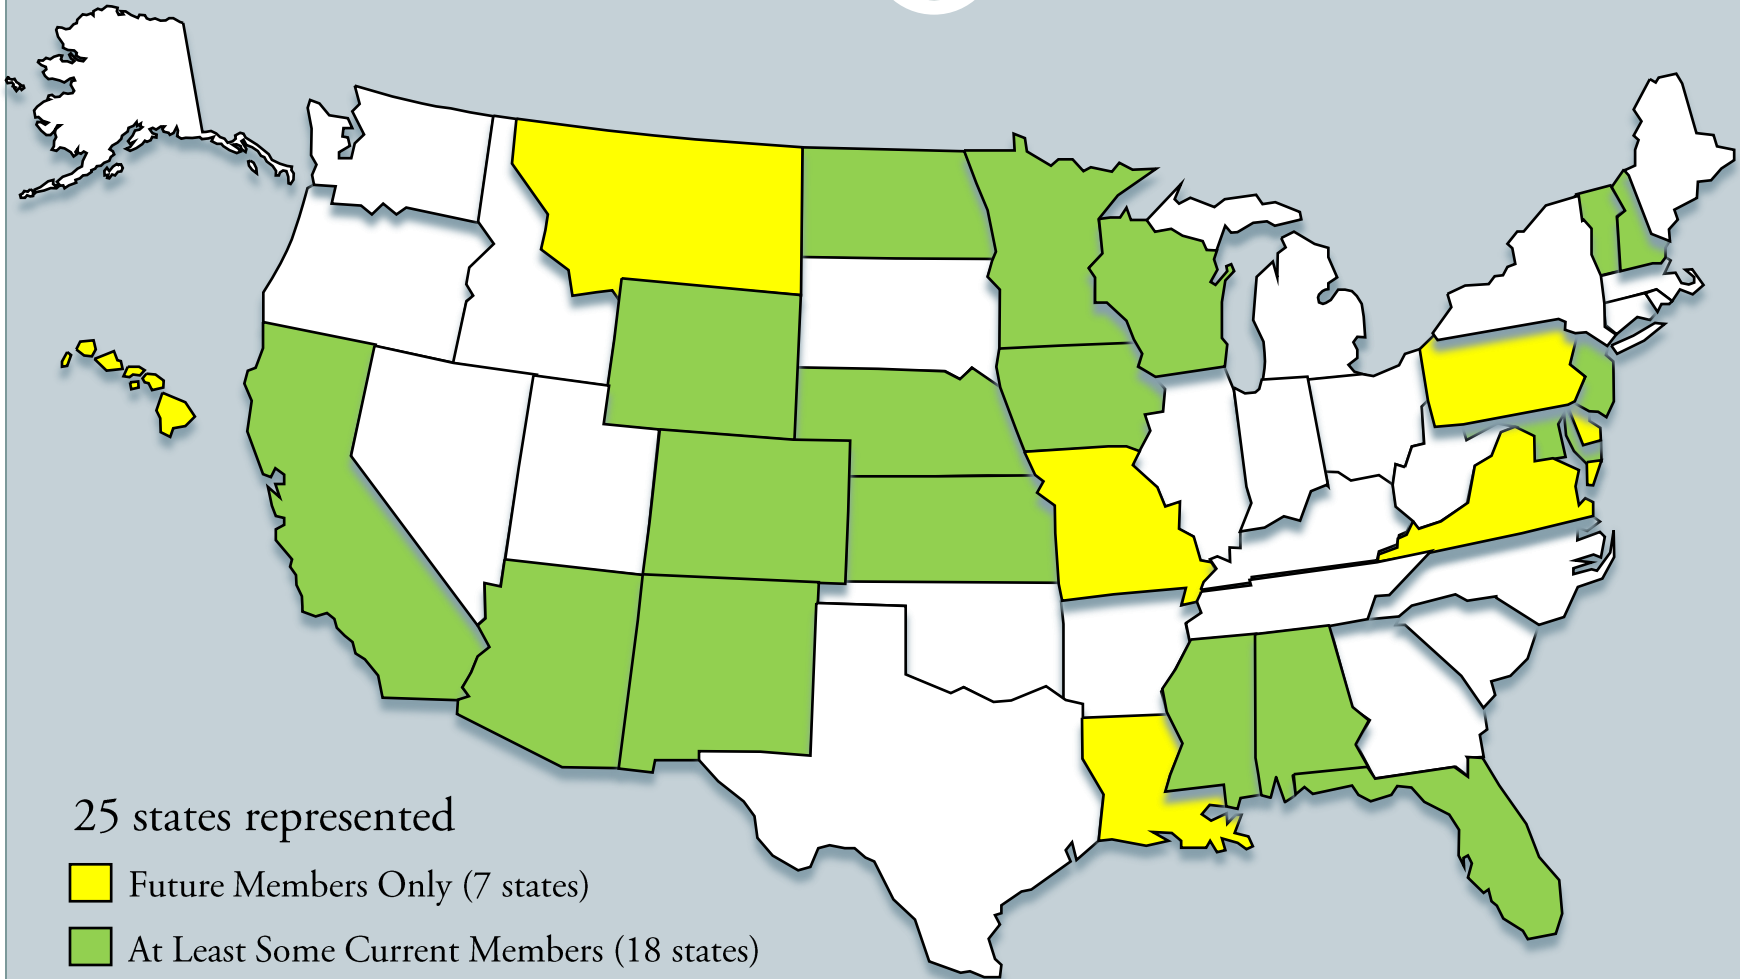 25 states represented
Future Members Only (7 states)
At Least Some Current Members (18 states)